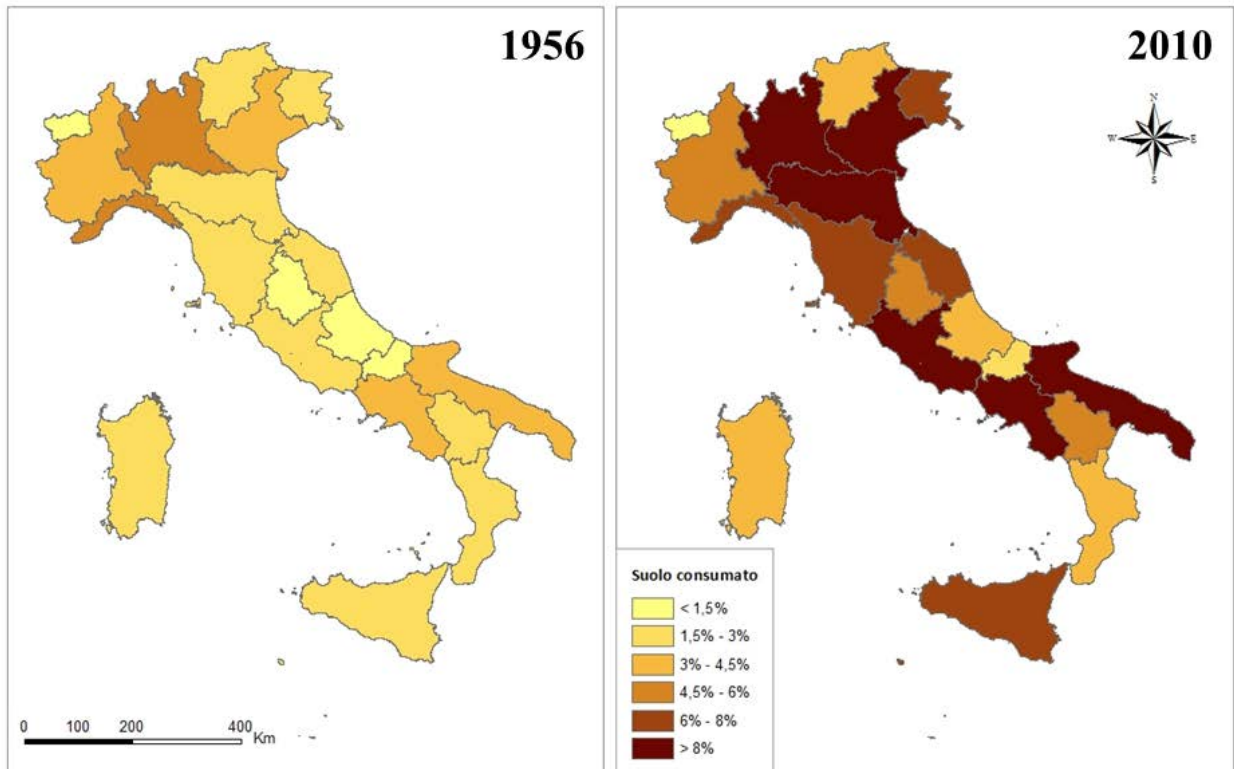 1956
2010
N
W E
S
Suolo consumato
< 1,5%
1,5% - 3%
3% - 4,5%
4,5% - 6%
6% - 8%
> 8%
0 100 200 400
Km